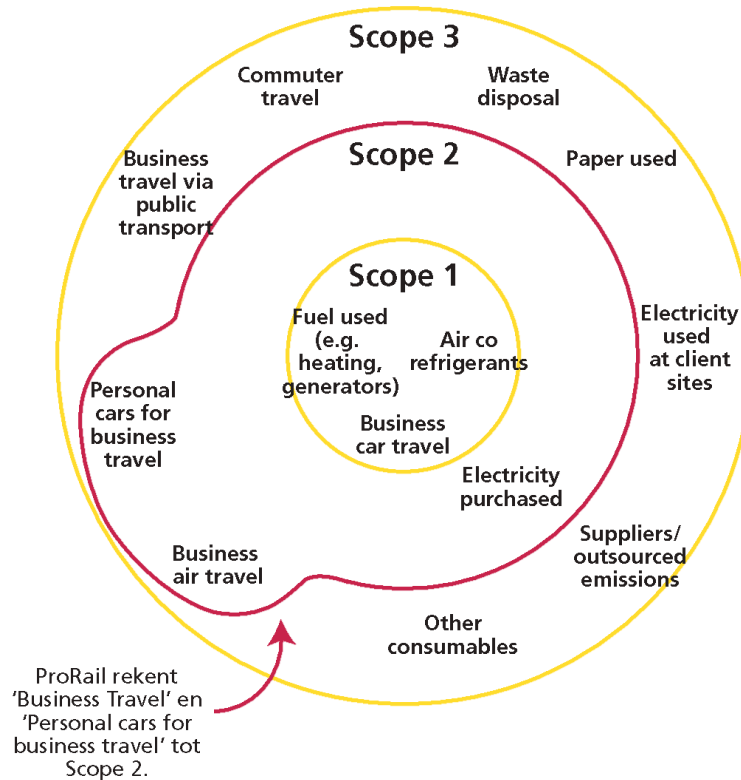 Scope 3
Commuter
travel
Waste
disposal
Business
travel via
public
transport
Scope 2
Paper used
Scope 1
Fuel used
(e.g.
heating,
generators)
Air co
refrigerants
Electricity
used
at client
sites
Personal
cars for
business
travel
Business
car travel
Electricity
purchased
Business
air travel
Suppliers/
outsourced
emissions
Other
consumables
ProRail rekent
‘Business Travel’ en
‘Personal cars for
business travel’ tot
Scope 2.